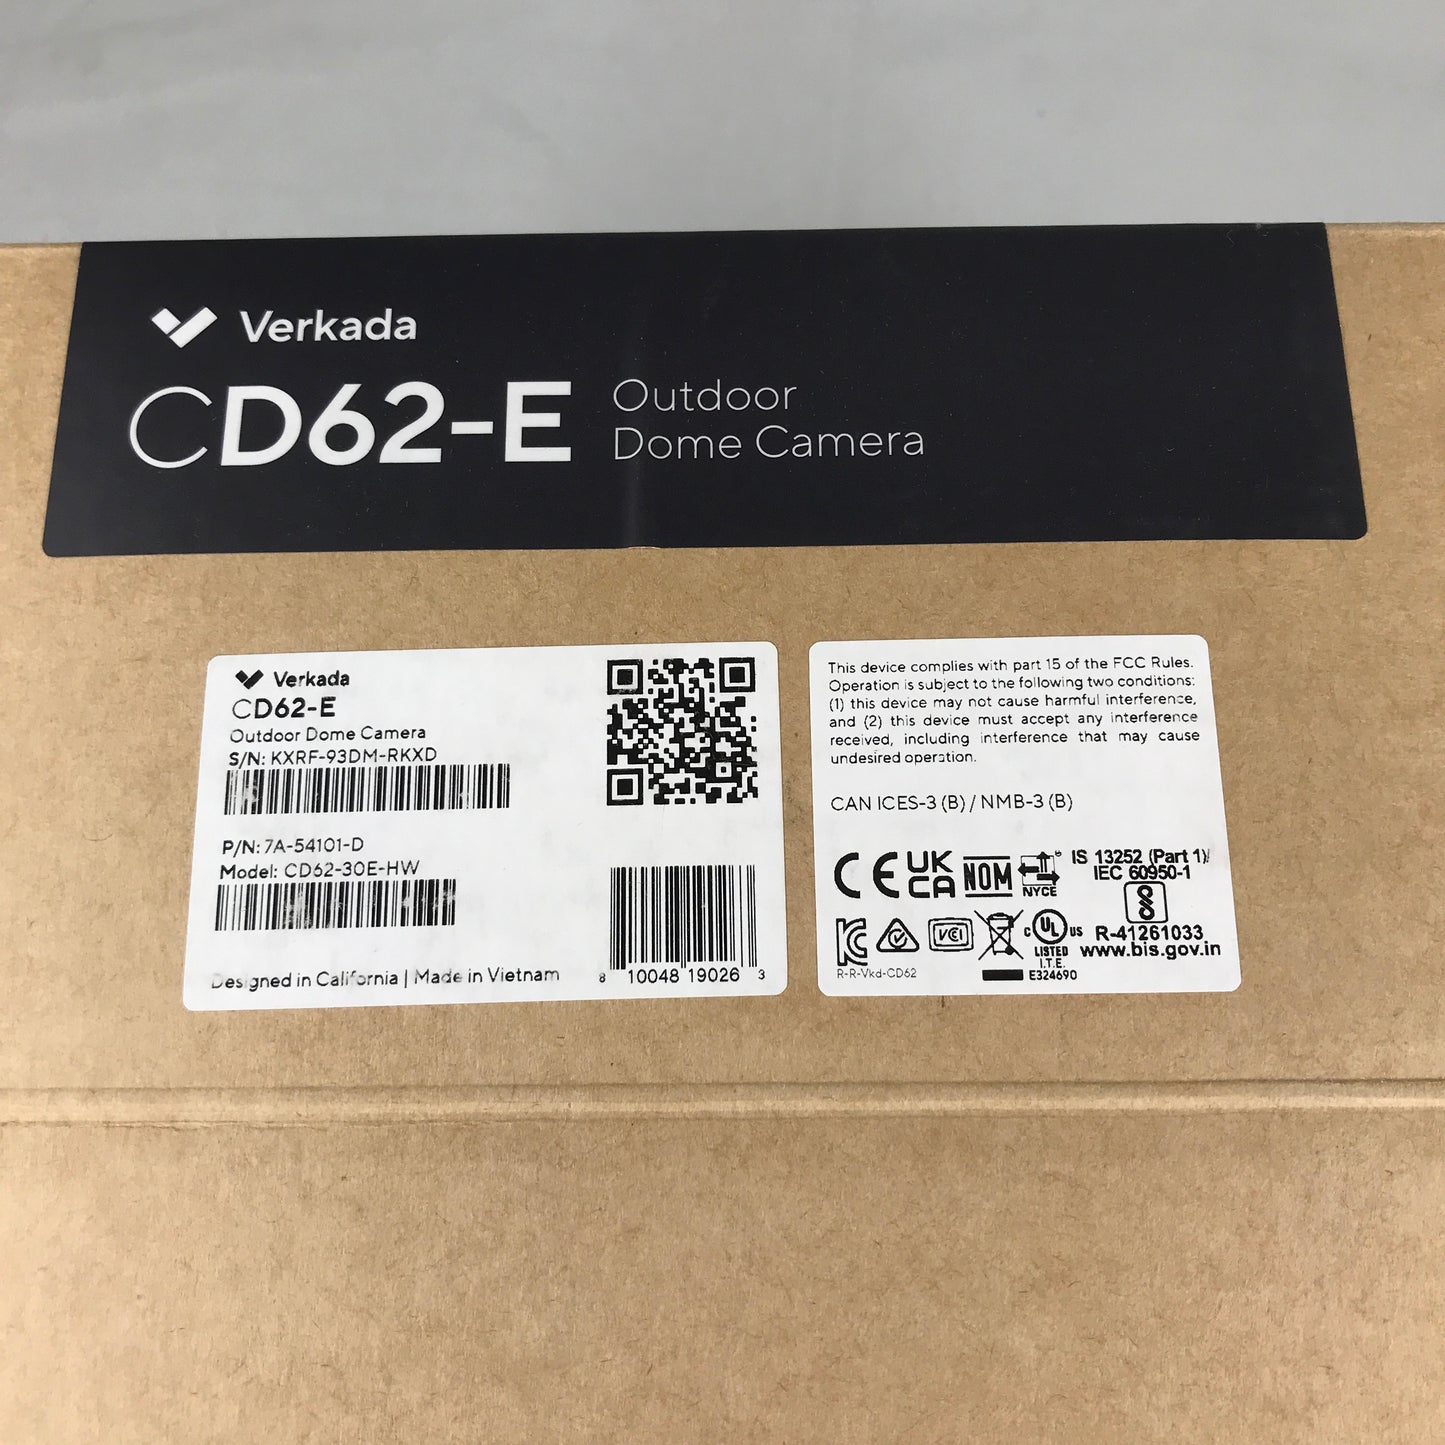 Verkada
CD62-E
Outdoor
Dome Camera
Verkada
CD62-E
Outdoor Dome Camera
S/N: KXRF-93DM-RKXD
P/N: 7A-54101-D
Model: CD62-30E-HW
Designed in California | Made in Vietnam
8 10048 19026 3
This device complies with part 15 of the FCC Rules.
Operation is subject to the following two conditions:
(1) this device may not cause harmful interference,
and (2) this device must accept any interference
received, including interference that may cause
undesired operation.
CAN ICES-3 (B) / NMB-3 (B)
CE UK CA NOM NYCE
IS 13252 (Part 1)/
IEC 60950-1
R-41261033
www.bis.gov.in
VCCI
c UL us
LISTED
I.T.E.
E324690
R-R-Vkd-CD62